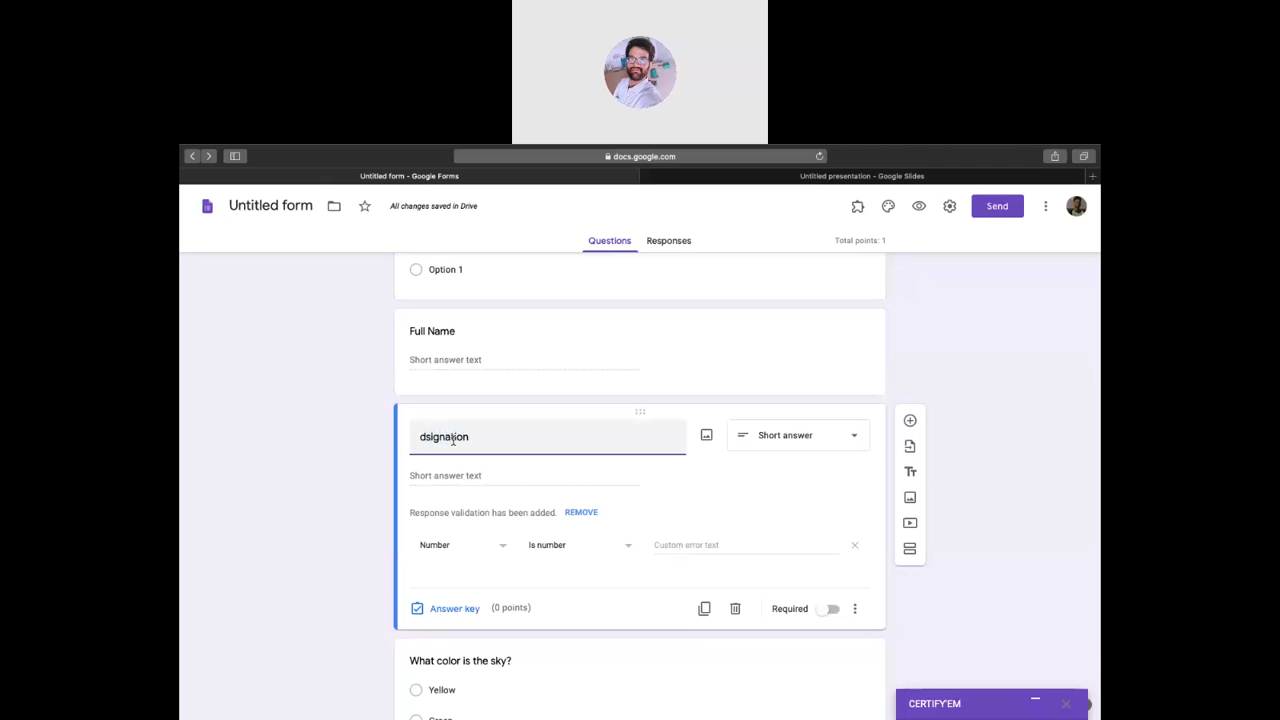 docs.google.com
Untitled form - Google Forms
Untitled presentation - Google Slides
Untitled form
All changes saved in Drive
Send
Questions
Responses
Total points: 1
Option 1
Full Name
Short answer text
dsignation
Short answer
Short answer text
Response validation has been added. REMOVE
Number
Is number
Custom error text
Answer key
(0 points)
Required
What color is the sky?
Yellow
CERTIFY'EM